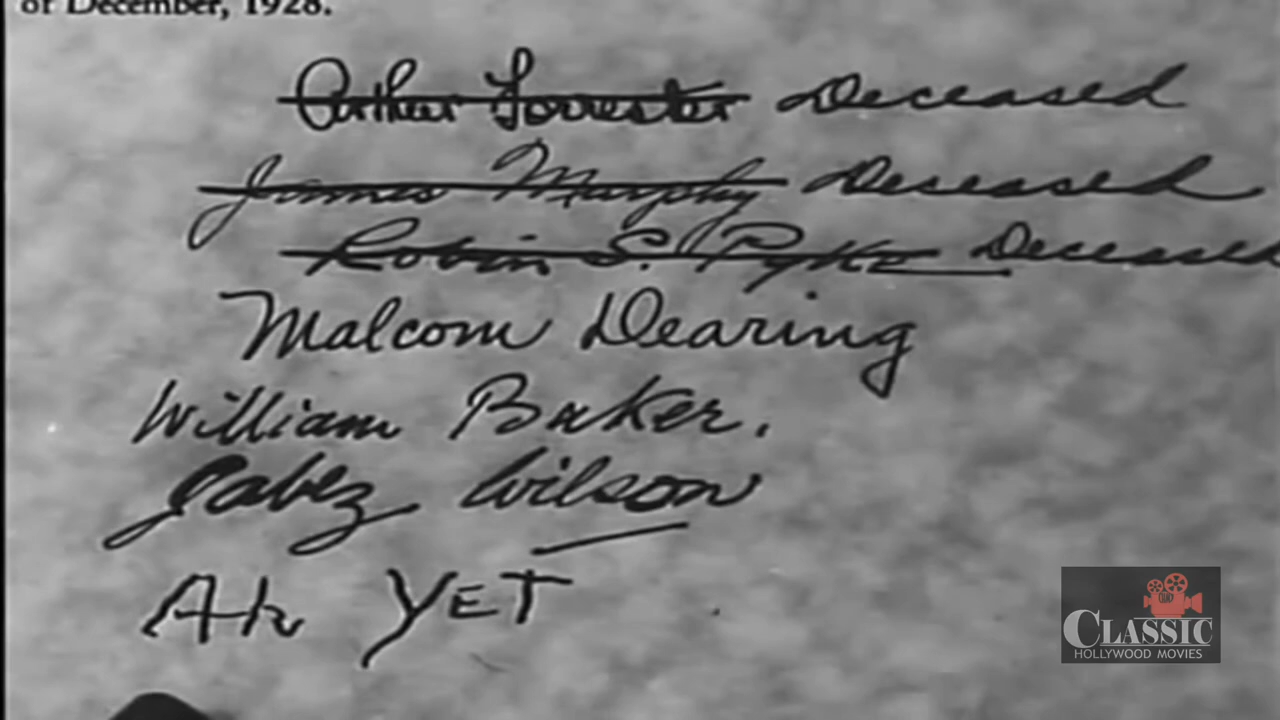 of December, 1928.
Arthur Forrester Deceased
James Murphy Deseased
Robin S. Pyke Deceased
Malcom Dearing
William Baker.
Jabez Wilson
Ah YET
CLASSIC
HOLLYWOOD MOVIES